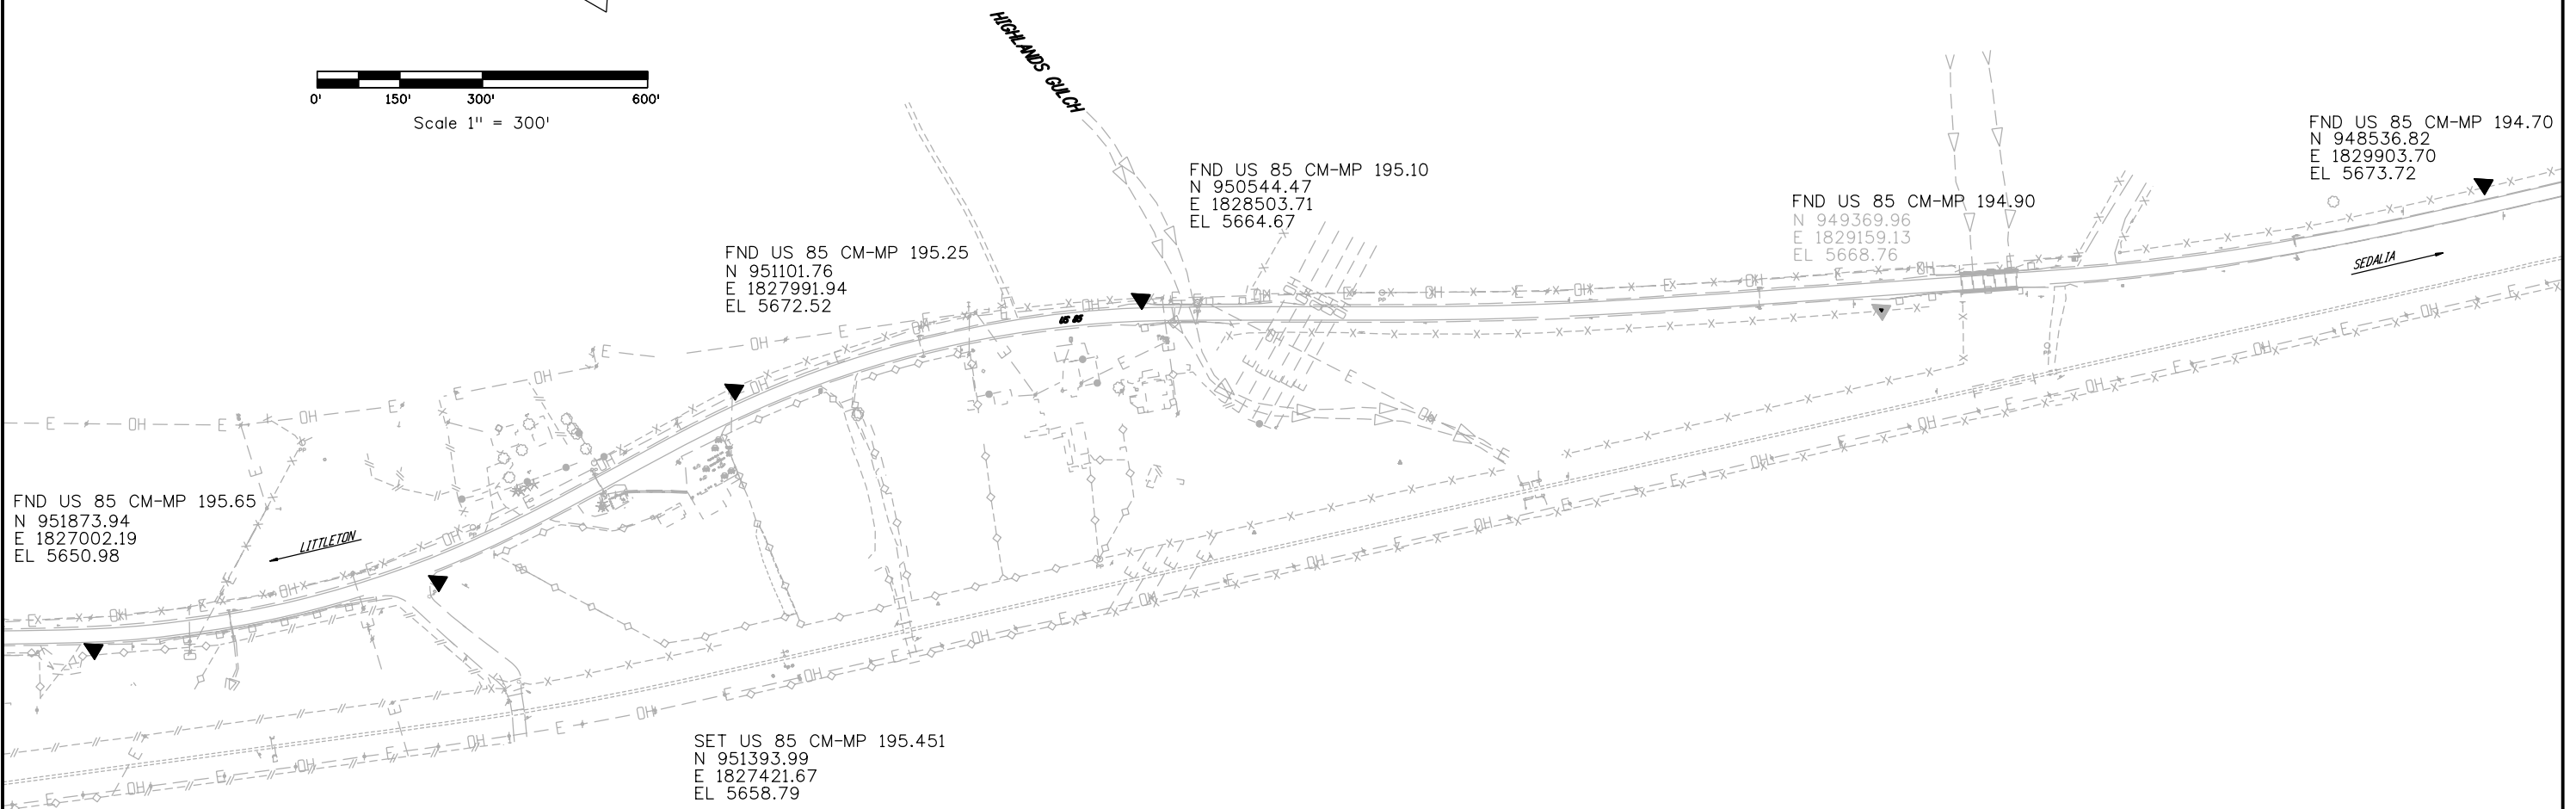 HIGHLANDS GULCH
0' 150' 300' 600'
Scale 1" = 300'
FND US 85 CM-MP 194.70
N 948536.82
E 1829903.70
EL 5673.72
FND US 85 CM-MP 195.10
N 950544.47
E 1828503.71
EL 5664.67
FND US 85 CM-MP 194.90
N 949369.96
E 1829159.13
EL 5668.76
FND US 85 CM-MP 195.25
N 951101.76
E 1827991.94
EL 5672.52
SEDALIA
US 85
FND US 85 CM-MP 195.65
N 951873.94
E 1827002.19
EL 5650.98
LITTLETON
SET US 85 CM-MP 195.451
N 951393.99
E 1827421.67
EL 5658.79